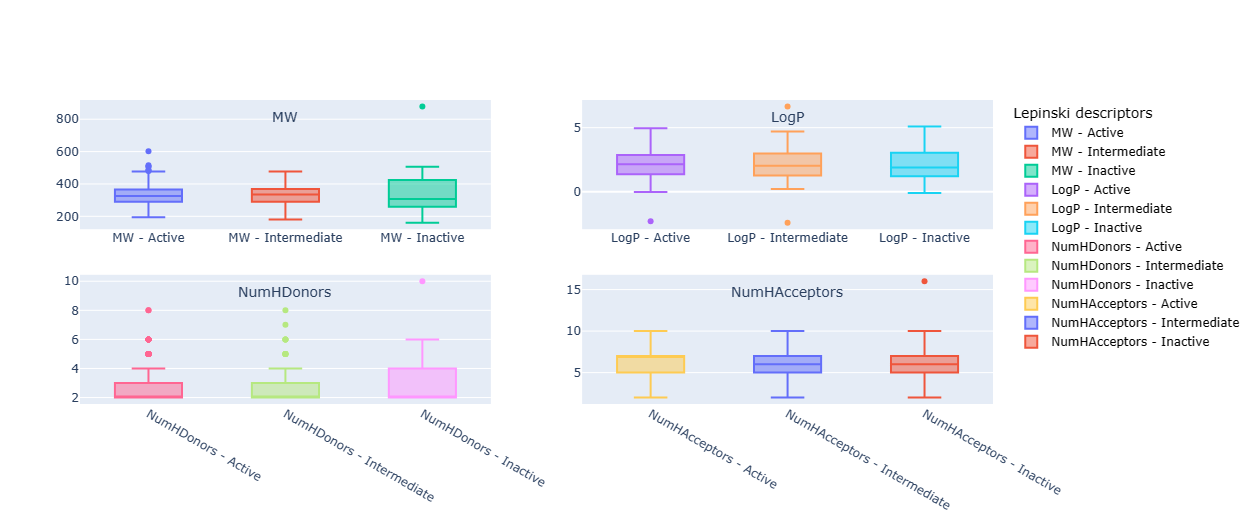 MW
800
600
400
200
MW - Active
MW - Intermediate
MW - Inactive
LogP
5
0
LogP - Active
LogP - Intermediate
LogP - Inactive
NumHDonors
10
8
6
4
2
NumHDonors - Active
NumHDonors - Intermediate
NumHDonors - Inactive
NumHAcceptors
15
10
5
NumHAcceptors - Active
NumHAcceptors - Intermediate
NumHAcceptors - Inactive
Lepinski descriptors
MW - Active
MW - Intermediate
MW - Inactive
LogP - Active
LogP - Intermediate
LogP - Inactive
NumHDonors - Active
NumHDonors - Intermediate
NumHDonors - Inactive
NumHAcceptors - Active
NumHAcceptors - Intermediate
NumHAcceptors - Inactive